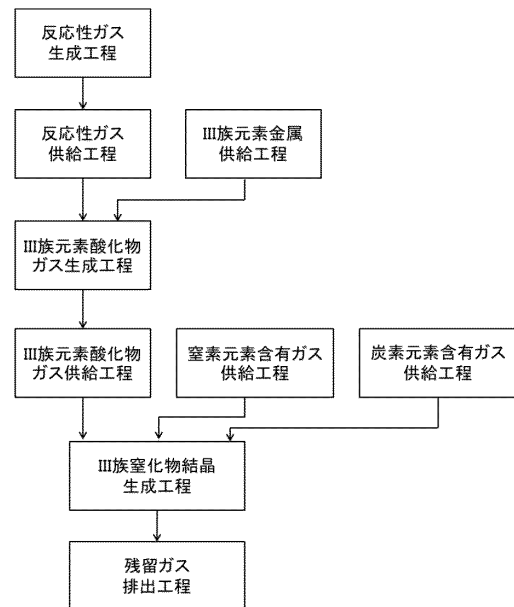 反応性ガス
生成工程
反応性ガス
供給工程
III族元素金属
供給工程
III族元素酸化物
ガス生成工程
III族元素酸化物
ガス供給工程
窒素元素含有ガス
供給工程
炭素元素含有ガス
供給工程
III族窒化物結晶
生成工程
残留ガス
排出工程